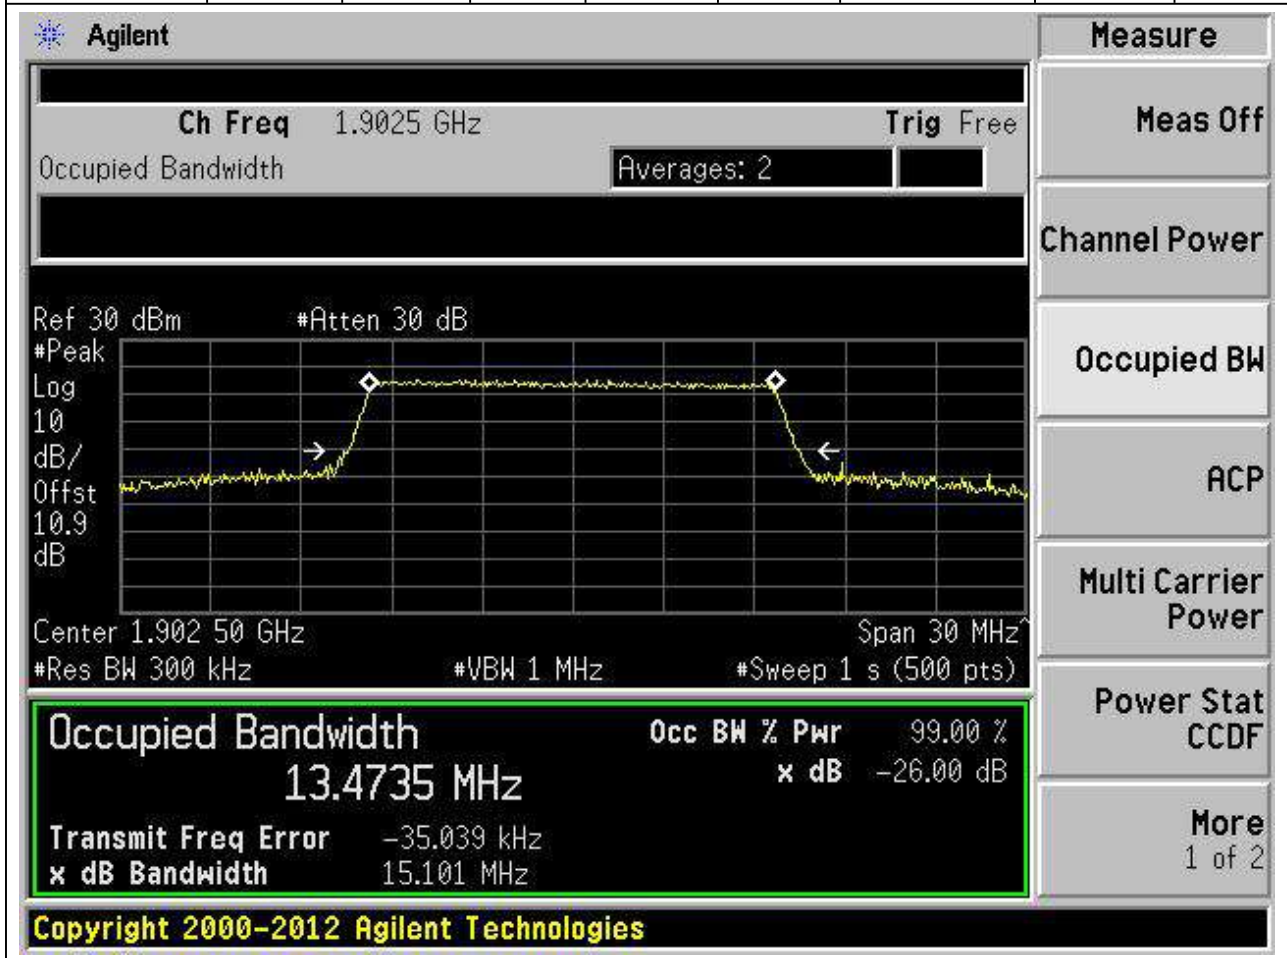 Agilent
Measure
Ch Freq 1.9025 GHz
Trig Free
Occupied Bandwidth
Averages: 2
Ref 30 dBm
#Atten 30 dB
#Peak
Log
10
dB/
Offst
10.9
dB
Center 1.902 50 GHz
Span 30 MHz^
#Res BW 300 kHz
#VBW 1 MHz
#Sweep 1 s (500 pts)
Occupied Bandwidth
13.4735 MHz
Occ BW % Pwr 99.00 %
x dB -26.00 dB
Transmit Freq Error -35.039 kHz
x dB Bandwidth 15.101 MHz
Copyright 2000-2012 Agilent Technologies
Meas Off
Channel Power
Occupied BW
ACP
Multi Carrier
Power
Power Stat
CCDF
More
1 of 2